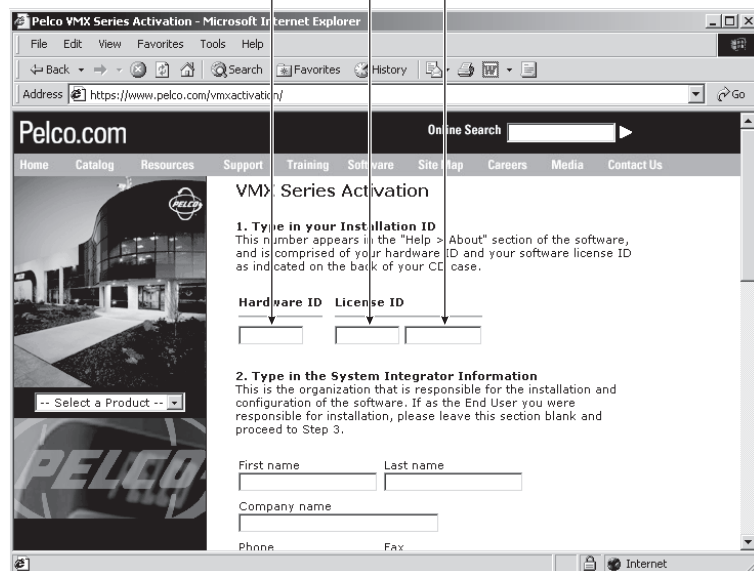 Pelco VMX Series Activation - Microsoft Internet Explorer
File Edit View Favorites Tools Help
Back Search Favorites History
Address https://www.pelco.com/vmxactivation/ Go
Pelco.com Online Search
Home Catalog Resources Support Training Software Site Map Careers Media Contact Us
PELCO
VMX Series Activation
1. Type in your Installation ID
This number appears in the "Help > About" section of the software,
and is comprised of your hardware ID and your software license ID
as indicated on the back of your CD case.
Hardware ID License ID
2. Type in the System Integrator Information
This is the organization that is responsible for the installation and
configuration of the software. If as the End User you were
responsible for installation, please leave this section blank and
proceed to Step 3.
-- Select a Product --
PELCO
First name Last name
Company name
Phone Fax
Internet